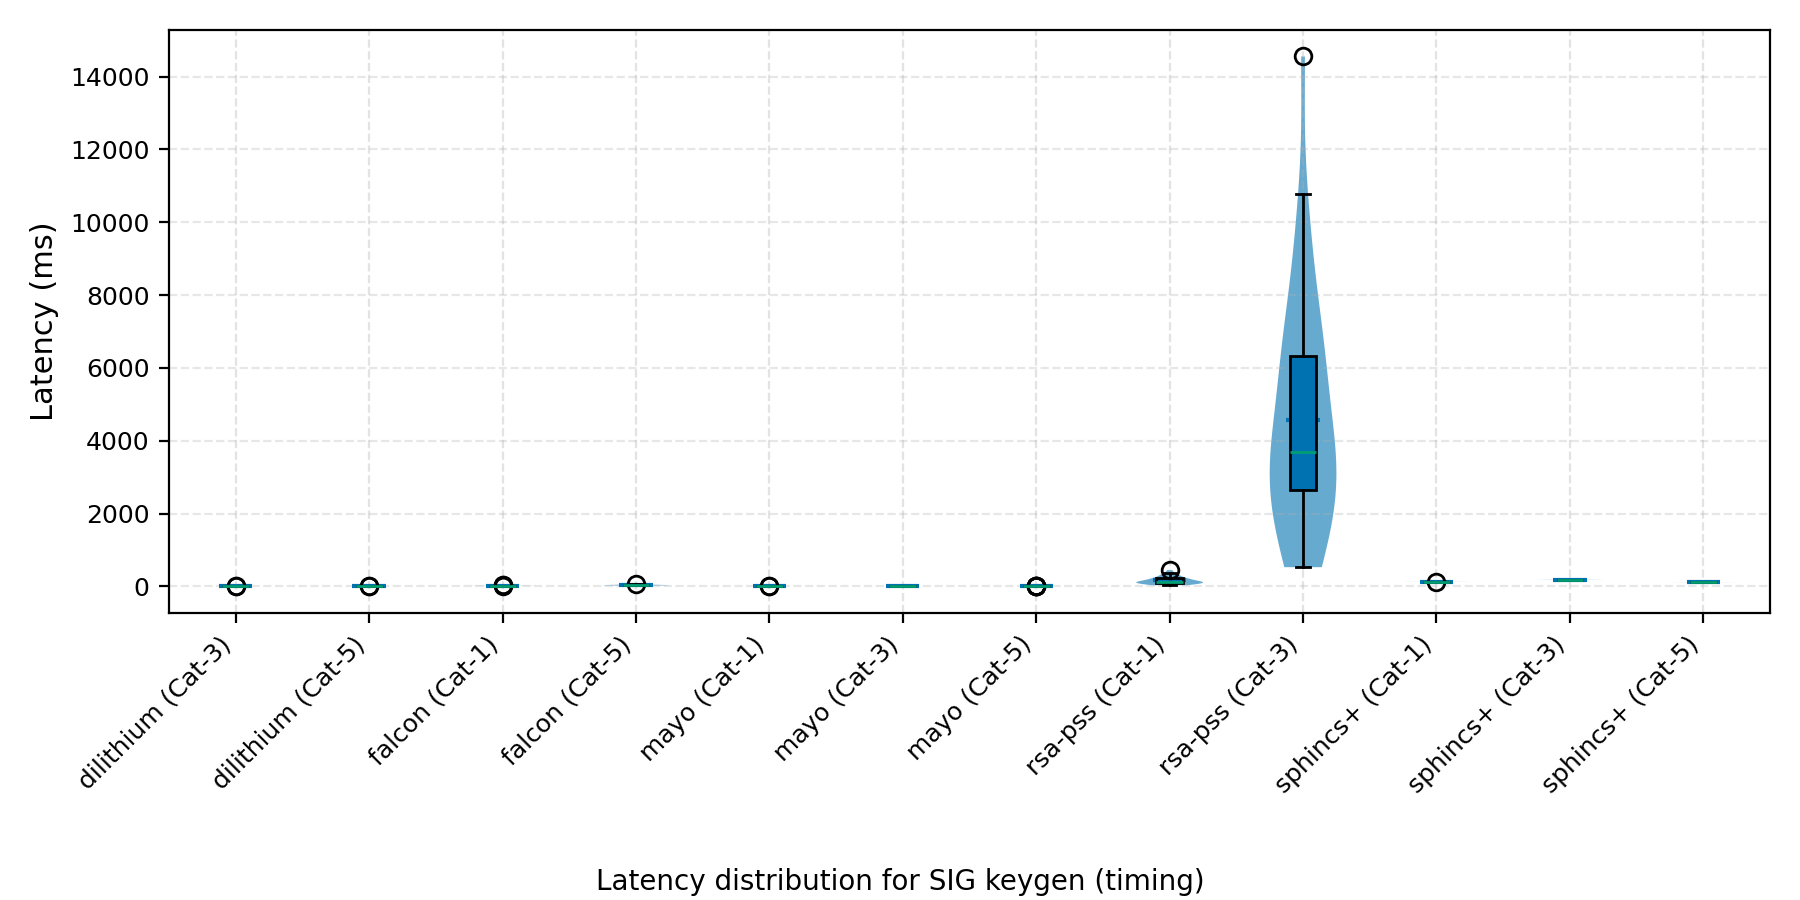 Latency (ms)
14000
12000
10000
8000
6000
4000
2000
0
dilithium (Cat-3)
dilithium (Cat-5)
falcon (Cat-1)
falcon (Cat-5)
mayo (Cat-1)
mayo (Cat-3)
mayo (Cat-5)
rsa-pss (Cat-1)
rsa-pss (Cat-3)
sphincs+ (Cat-1)
sphincs+ (Cat-3)
sphincs+ (Cat-5)
Latency distribution for SIG keygen (timing)